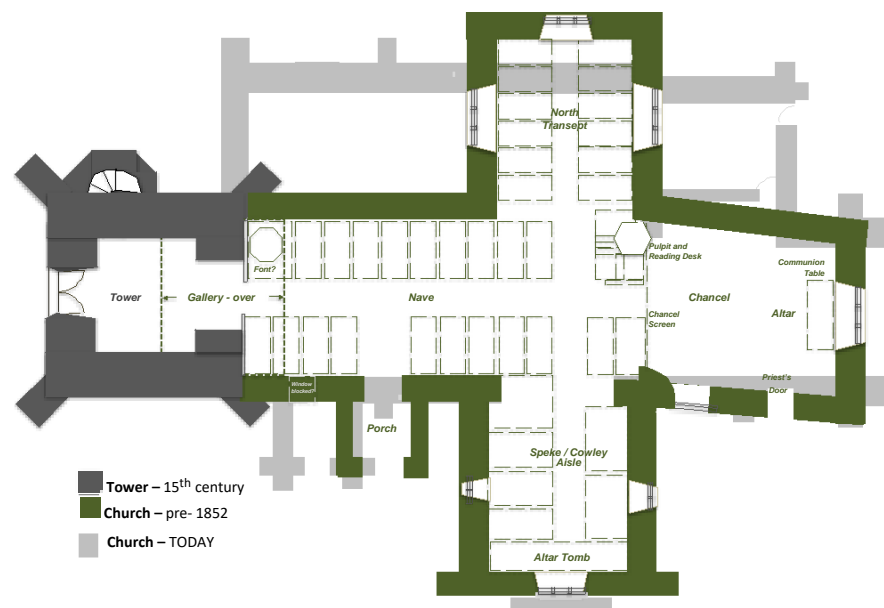 North
Transept
Pulpit and
Reading Desk
Font?
Communion
Table
Tower
Gallery - over
Nave
Chancel
Altar
Chancel
Screen
Window
blocked?
Priest's
Door
Porch
Speke / Cowley
Aisle
Altar Tomb
Tower – 15th century
Church – pre- 1852
Church – TODAY